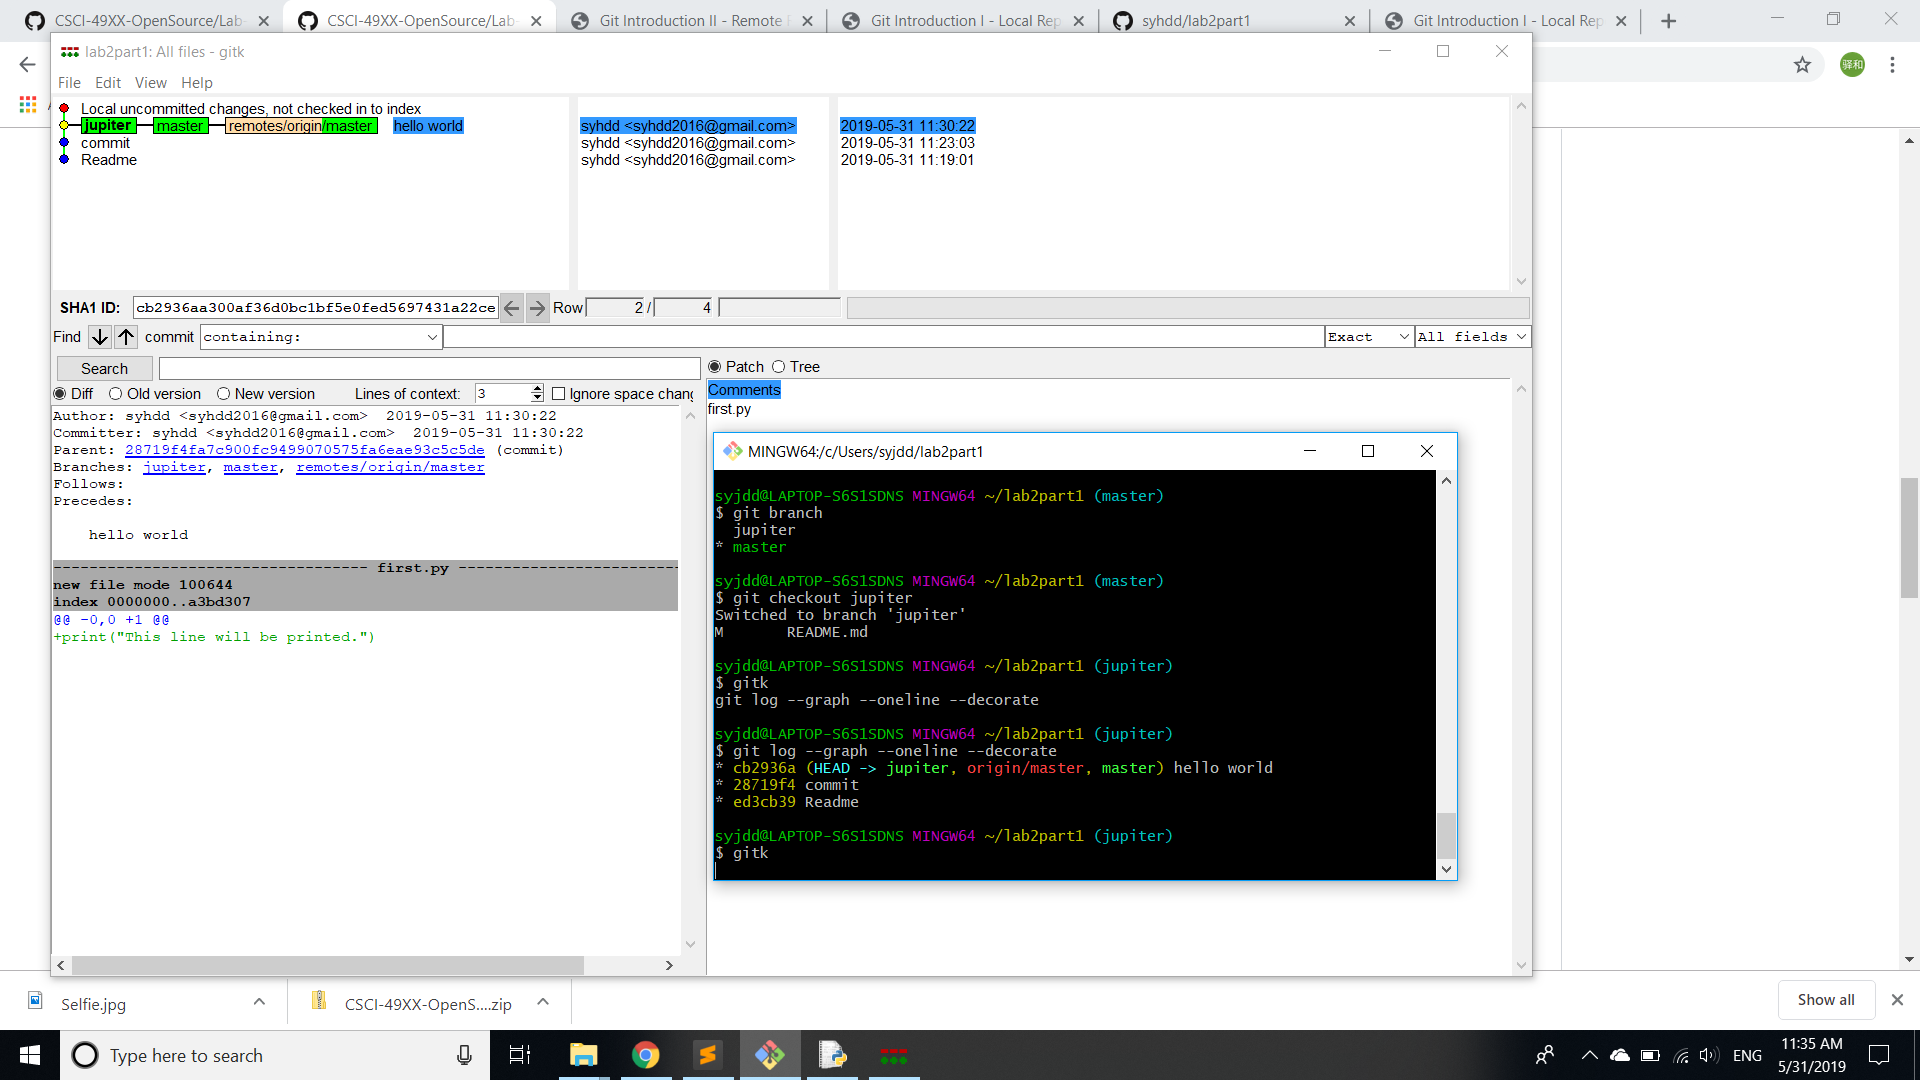 CSCI-49XX-OpenSource/Lab-
CSCI-49XX-OpenSource/Lab-
Git Introduction II - Remote R
Git Introduction I - Local Rep
syhdd/lab2part1
Git Introduction I - Local Rep
lab2part1: All files - gitk
驿和
File Edit View Help
Local uncommitted changes, not checked in to index
jupiter master remotes/origin/master hello world syhdd <syhdd2016@gmail.com> 2019-05-31 11:30:22
commit syhdd <syhdd2016@gmail.com> 2019-05-31 11:23:03
Readme syhdd <syhdd2016@gmail.com> 2019-05-31 11:19:01
SHA1 ID: cb2936aa300af36d0bc1bf5e0fed5697431a22ce Row 2 / 4
Find commit containing: Exact All fields
Search
Patch Tree
Diff Old version New version Lines of context: 3 Ignore space chang
Comments
first.py
Author: syhdd <syhdd2016@gmail.com> 2019-05-31 11:30:22
Committer: syhdd <syhdd2016@gmail.com> 2019-05-31 11:30:22
Parent: 28719f4fa7c900fc9499070575fa6eae93c5c5de (commit)
Branches: jupiter, master, remotes/origin/master
Follows:
Precedes:
hello world
first.py
new file mode 100644
index 0000000..a3bd307
@@ -0,0 +1 @@
+print("This line will be printed.")
MINGW64:/c/Users/syjdd/lab2part1
syjdd@LAPTOP-S6S1SDNS MINGW64 ~/lab2part1 (master)
$ git branch
jupiter
* master
syjdd@LAPTOP-S6S1SDNS MINGW64 ~/lab2part1 (master)
$ git checkout jupiter
Switched to branch 'jupiter'
M README.md
syjdd@LAPTOP-S6S1SDNS MINGW64 ~/lab2part1 (jupiter)
$ gitk
git log --graph --oneline --decorate
syjdd@LAPTOP-S6S1SDNS MINGW64 ~/lab2part1 (jupiter)
$ git log --graph --oneline --decorate
* cb2936a (HEAD -> jupiter, origin/master, master) hello world
* 28719f4 commit
* ed3cb39 Readme
syjdd@LAPTOP-S6S1SDNS MINGW64 ~/lab2part1 (jupiter)
$ gitk
Selfie.jpg
CSCI-49XX-OpenS....zip
Show all
Type here to search
ENG
11:35 AM
5/31/2019